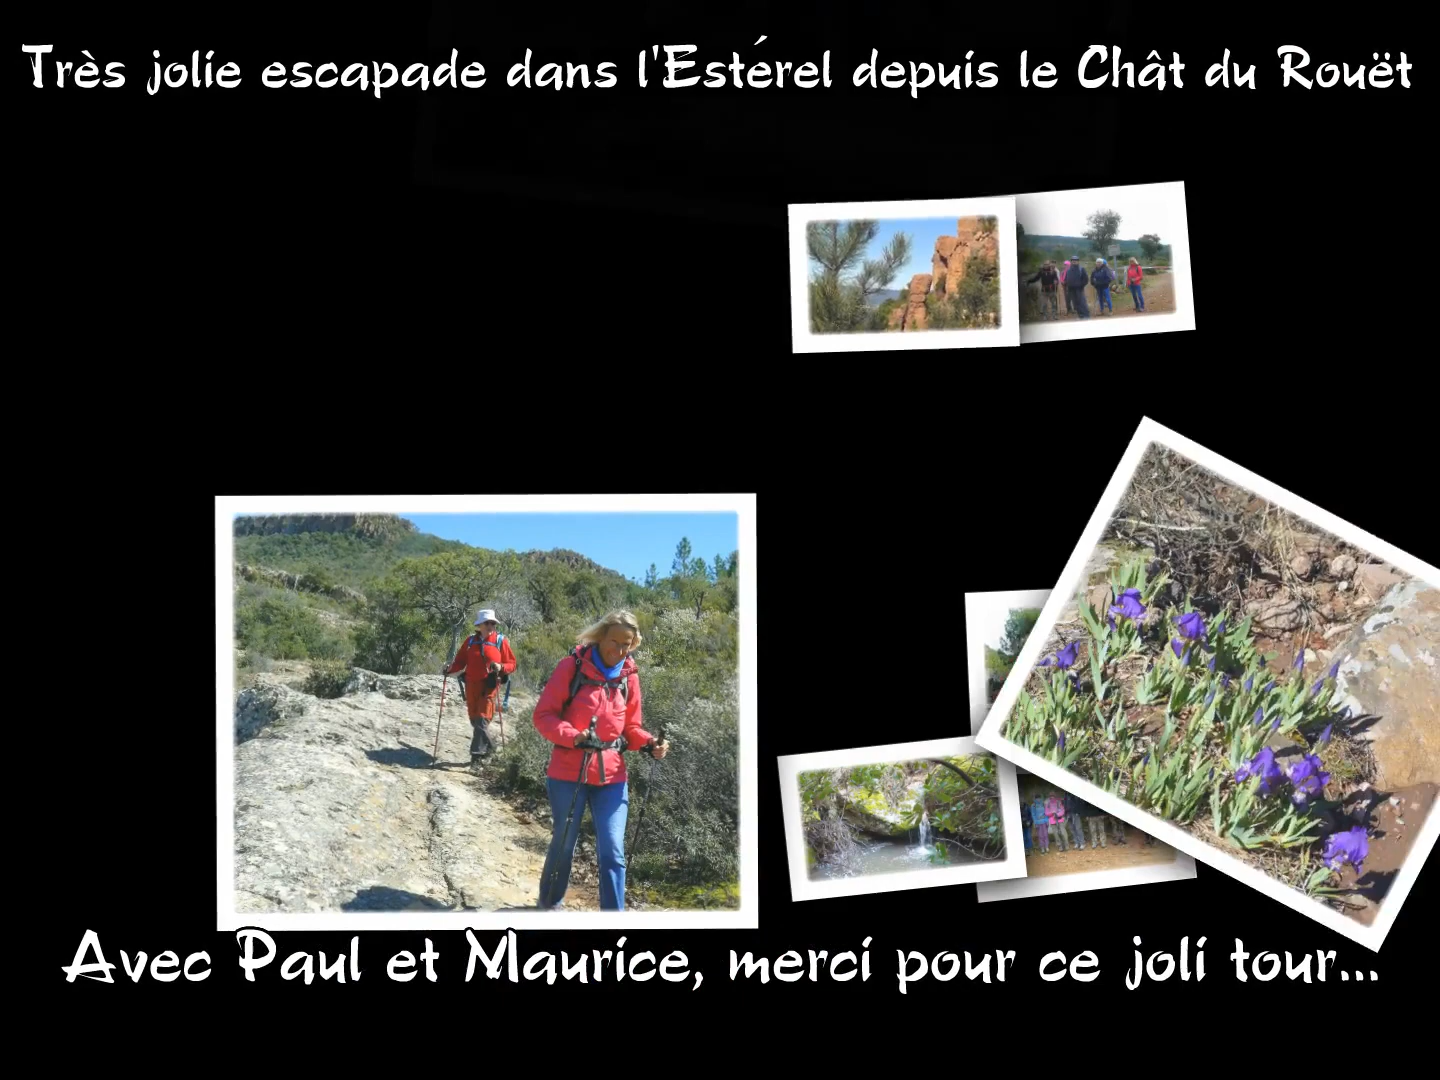 Très jolie escapade dans l'Estérel depuis le Chât du Rouët
Avec Paul et Maurice, merci pour ce joli tour...